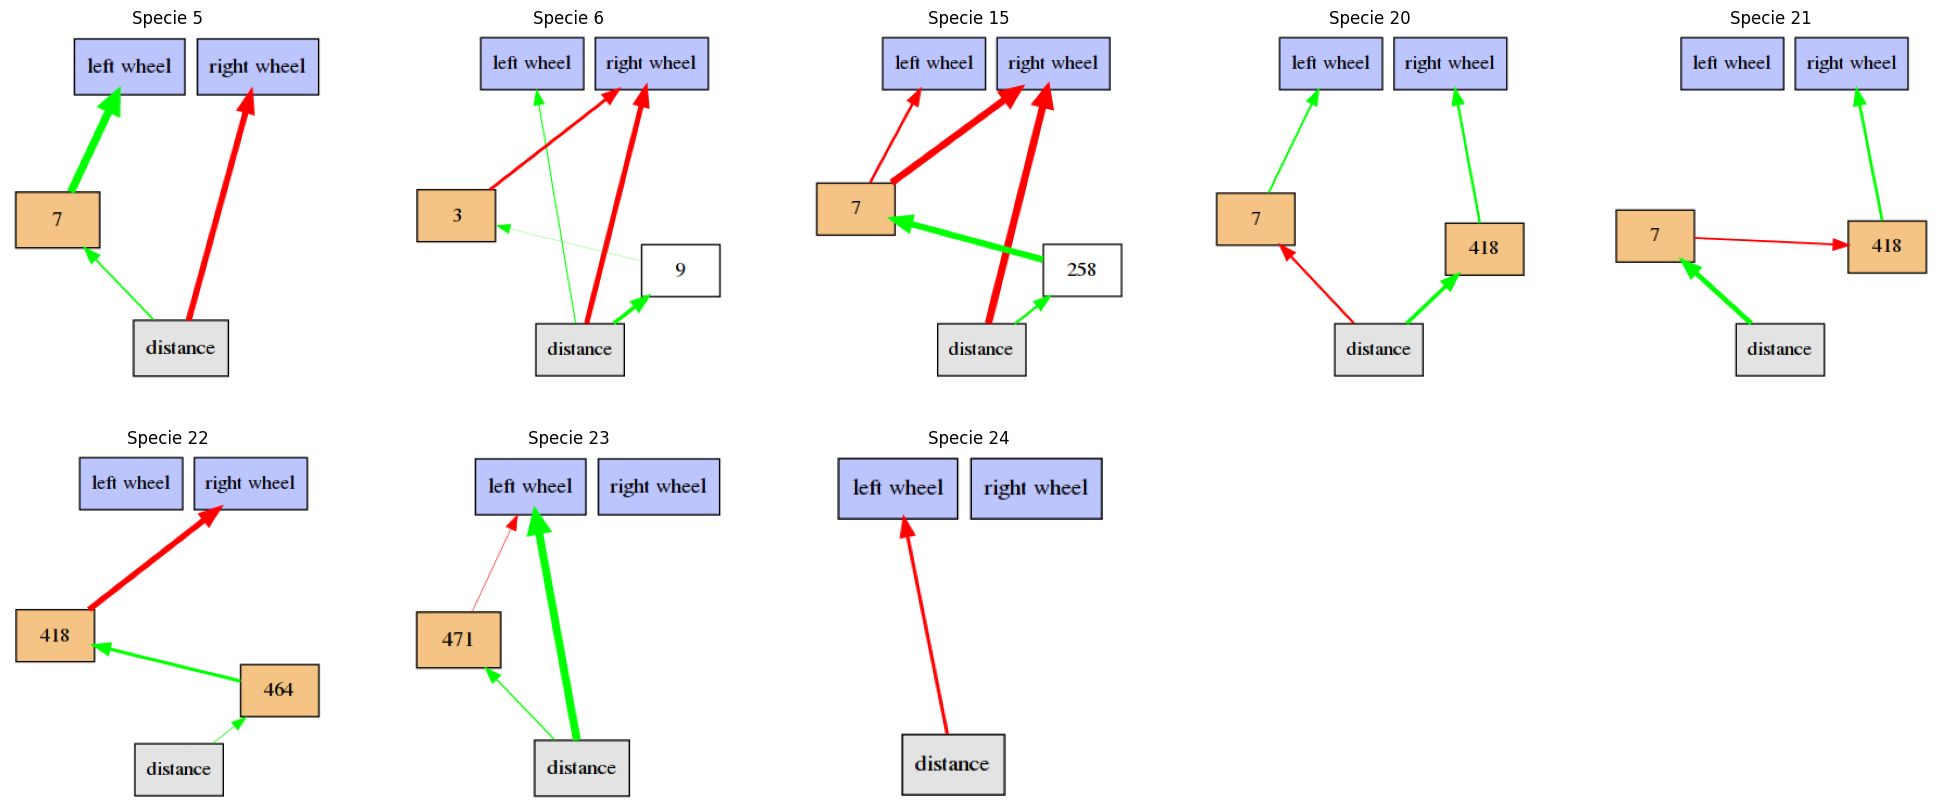 Specie 5
left wheel
right wheel
7
distance
Specie 6
left wheel
right wheel
3
9
distance
Specie 15
left wheel
right wheel
7
258
distance
Specie 20
left wheel
right wheel
7
418
distance
Specie 21
left wheel
right wheel
7
418
distance
Specie 22
left wheel
right wheel
418
464
distance
Specie 23
left wheel
right wheel
471
distance
Specie 24
left wheel
right wheel
distance